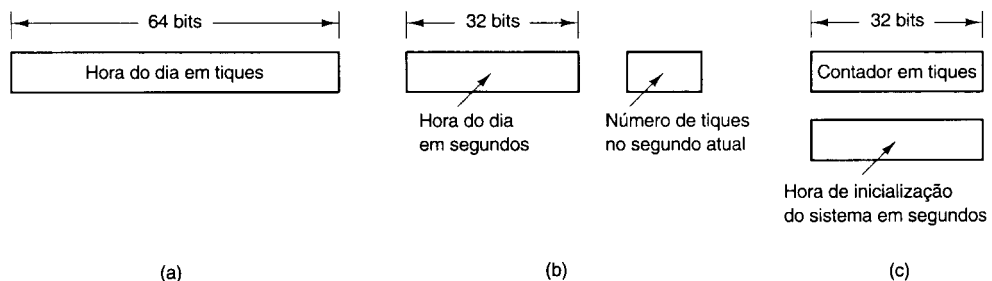 64 bits
Hora do dia em tiques
(a)
32 bits
Hora do dia
em segundos
Número de tiques
no segundo atual
(b)
32 bits
Contador em tiques
Hora de inicialização
do sistema em segundos
(c)